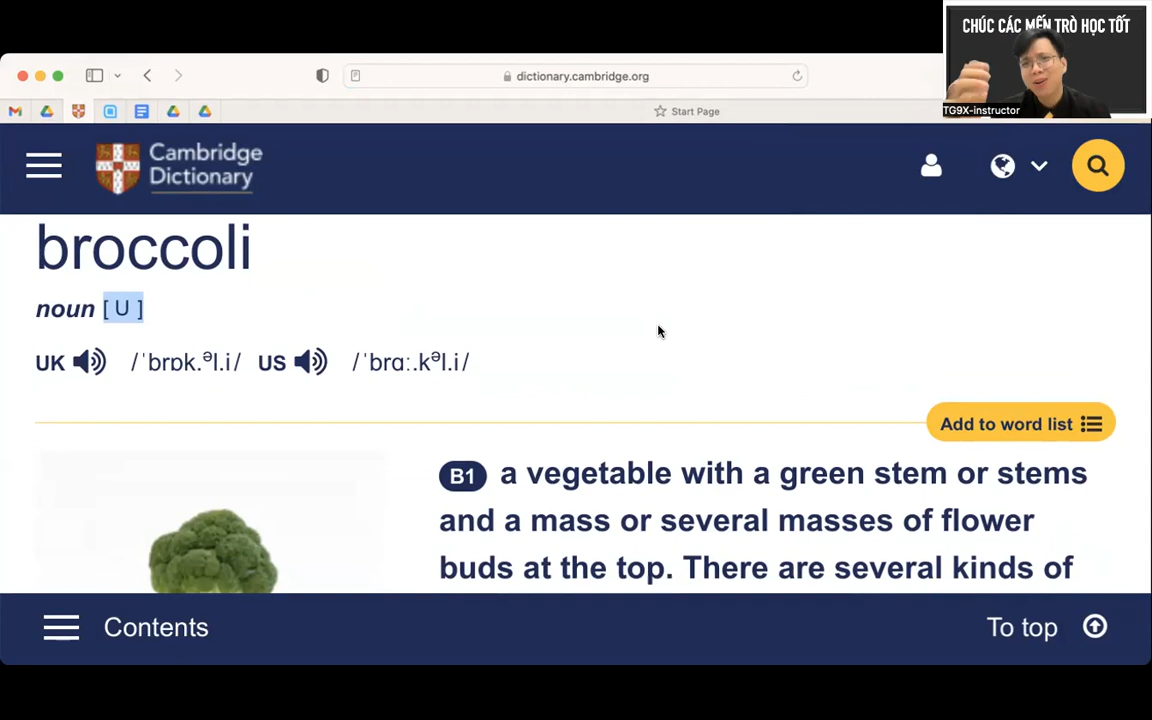 CHÚC CÁC MẾN TRÒ HỌC TỐT
TG9X-instructor
dictionary.cambridge.org
Start Page
Cambridge
Dictionary
broccoli
noun [ U ]
UK /ˈbrɒk.ᵊl.i/ US /ˈbrɑː.kᵊl.i/
Add to word list
B1 a vegetable with a green stem or stems
and a mass or several masses of flower
buds at the top. There are several kinds of
Contents
To top